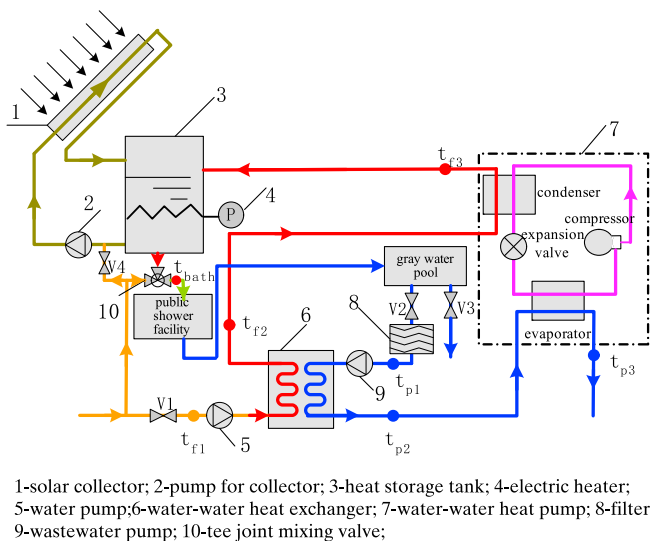 1
3
7
t_f3
condenser
2
P
4
compressor
expansion
valve
V4
t_bath
gray water
pool
10
public
shower
facility
6
8
V2
V3
t_f2
evaporator
t_p1
9
t_p3
V1
t_f1
5
t_p2
1-solar collector; 2-pump for collector; 3-heat storage tank; 4-electric heater;
5-water pump;6-water-water heat exchanger; 7-water-water heat pump; 8-filter
9-wastewater pump; 10-tee joint mixing valve;